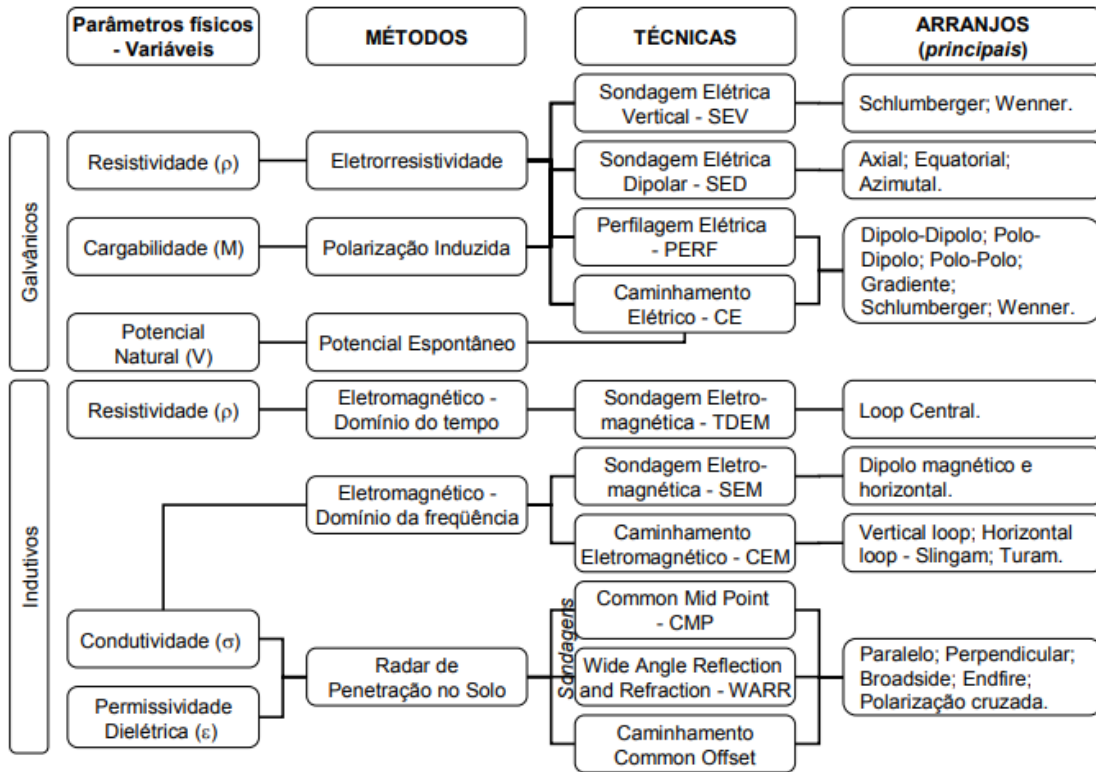 Parâmetros físicos
- Variáveis
MÉTODOS
TÉCNICAS
ARRANJOS
(principais)
Galvânicos
Resistividade (ρ)
Eletrorresistividade
Sondagem Elétrica
Vertical - SEV
Schlumberger; Wenner.
Sondagem Elétrica
Dipolar - SED
Axial; Equatorial;
Azimutal.
Cargabilidade (M)
Polarização Induzida
Perfilagem Elétrica
- PERF
Caminhamento
Elétrico - CE
Dipolo-Dipolo; Polo-
Dipolo; Polo-Polo;
Gradiente;
Schlumberger; Wenner.
Potencial
Natural (V)
Potencial Espontâneo
Indutivos
Resistividade (ρ)
Eletromagnético -
Domínio do tempo
Sondagem Eletro-
magnética - TDEM
Loop Central.
Eletromagnético -
Domínio da freqüência
Sondagem Eletro-
magnética - SEM
Dipolo magnético e
horizontal.
Caminhamento
Eletromagnético - CEM
Vertical loop; Horizontal
loop - Slingam; Turam.
Condutividade (σ)
Permissividade
Dielétrica (ε)
Radar de
Penetração no Solo
Sondagens
Common Mid Point
- CMP
Wide Angle Reflection
and Refraction - WARR
Caminhamento
Common Offset
Paralelo; Perpendicular;
Broadside; Endfire;
Polarização cruzada.